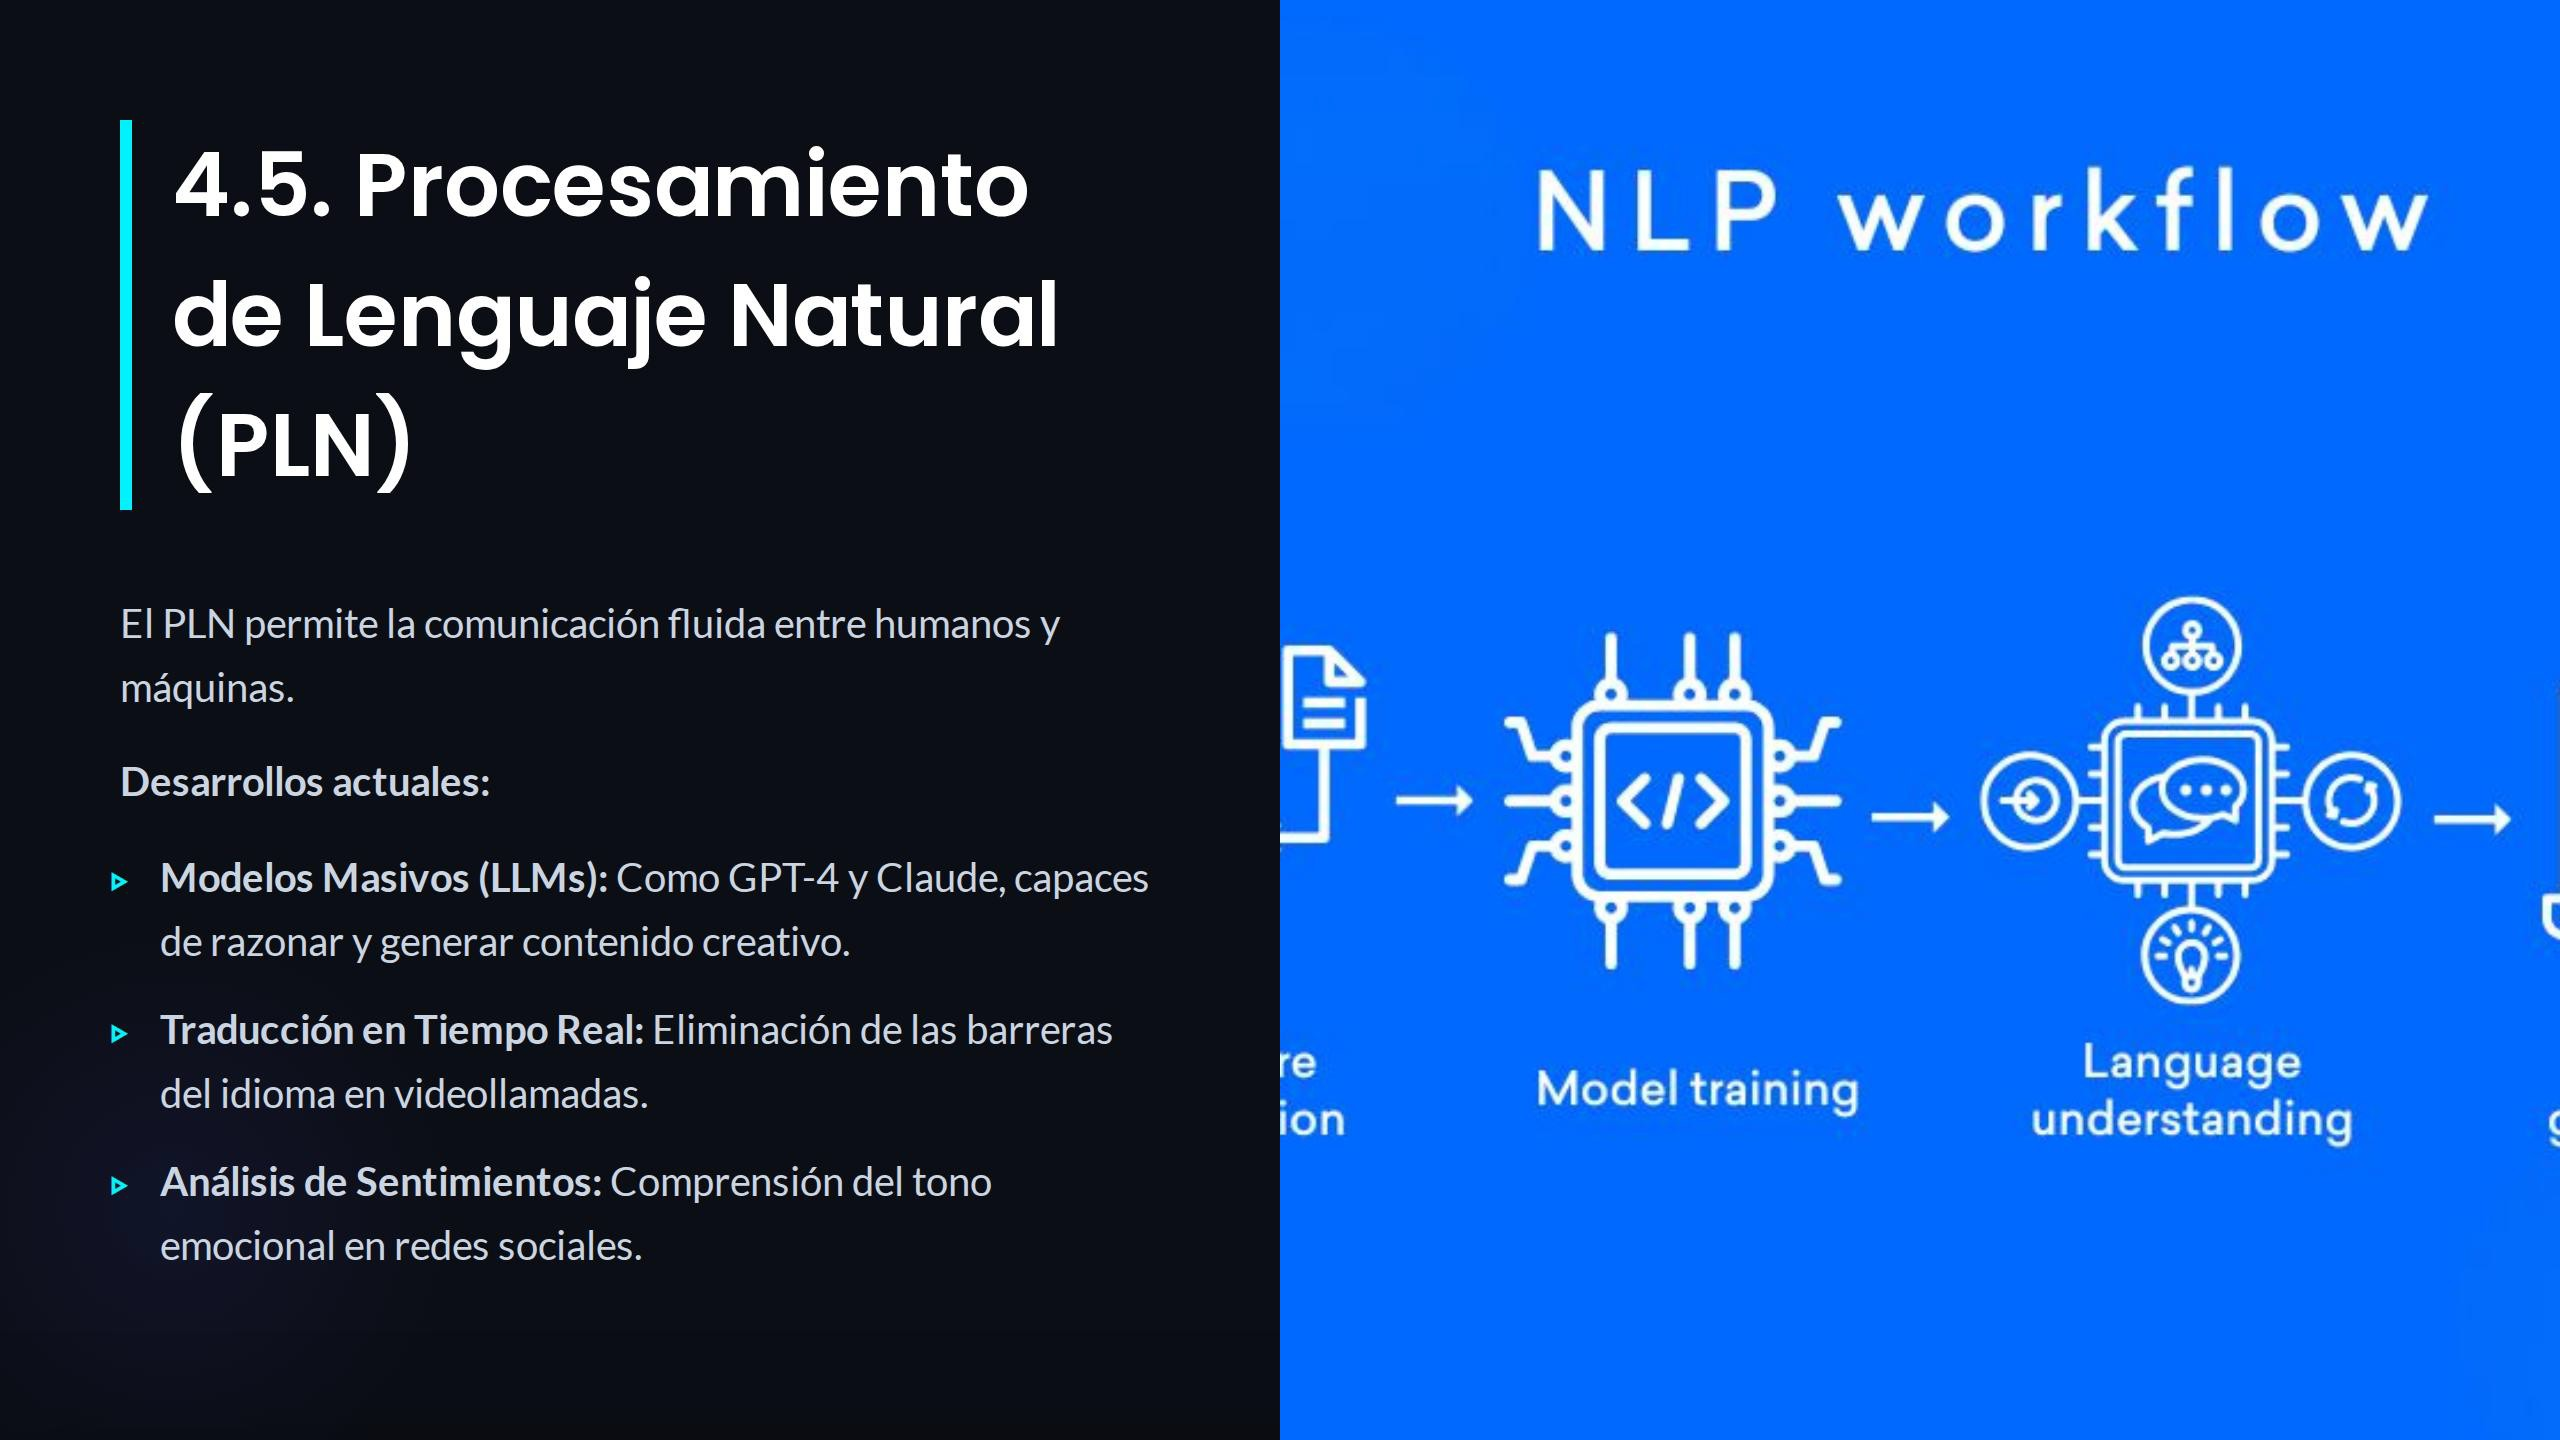 4.5. Procesamiento
de Lenguaje Natural
(PLN)
El PLN permite la comunicación fluida entre humanos y
máquinas.
Desarrollos actuales:
Modelos Masivos (LLMs): Como GPT-4 y Claude, capaces
de razonar y generar contenido creativo.
Traducción en Tiempo Real: Eliminación de las barreras
del idioma en videollamadas.
Análisis de Sentimientos: Comprensión del tono
emocional en redes sociales.
NLP workflow
Model training
Language
understanding